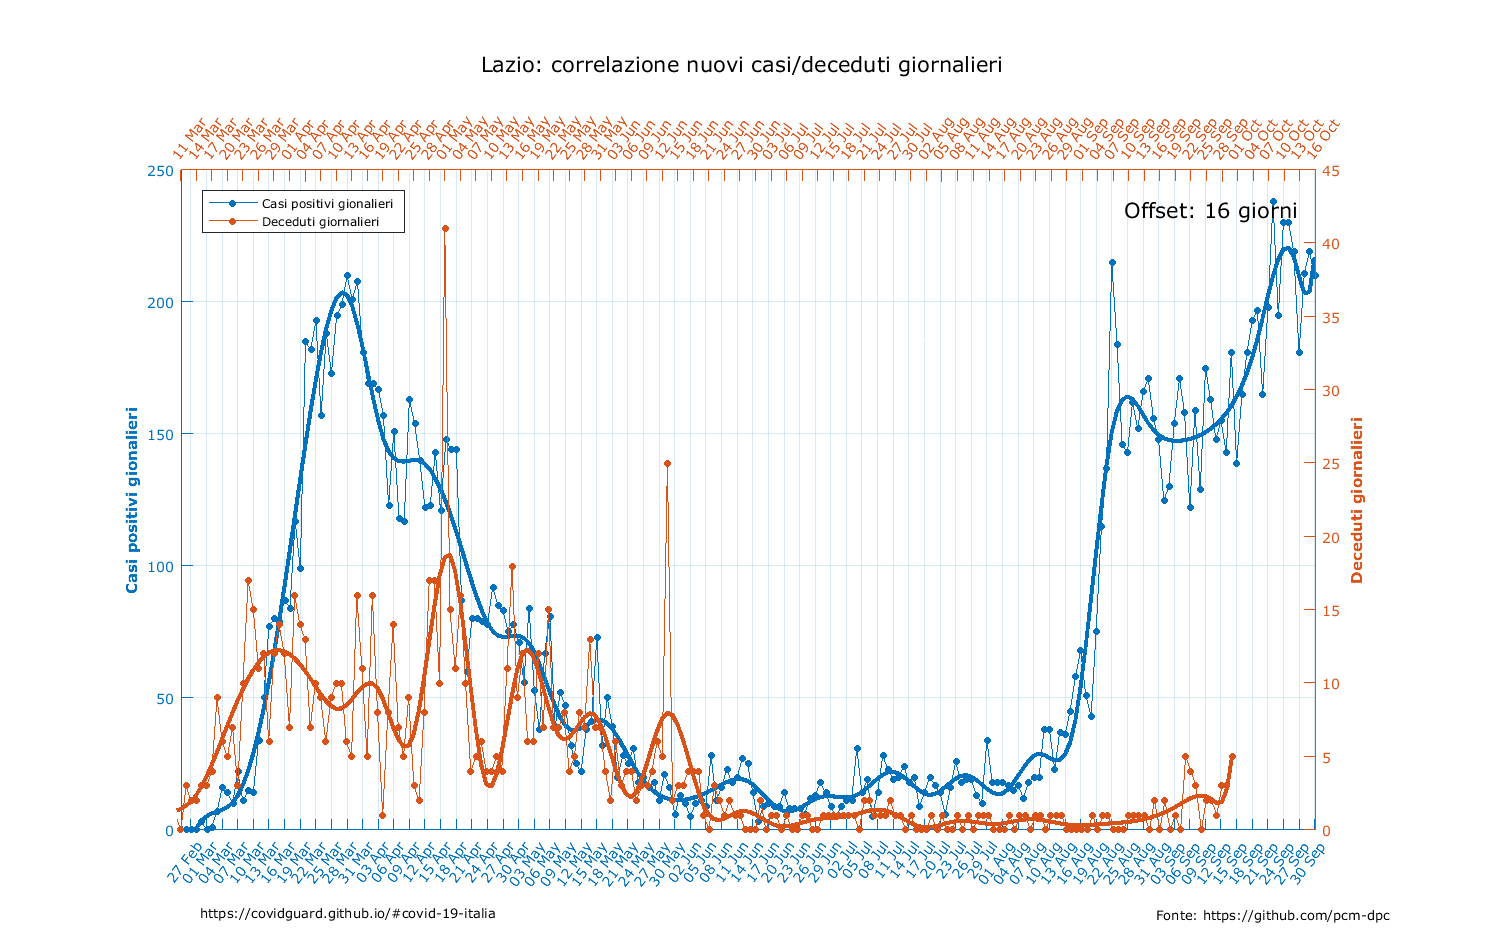 Lazio: correlazione nuovi casi/deceduti giornalieri
11 Mar
14 Mar
17 Mar
20 Mar
23 Mar
26 Mar
29 Mar
01 Apr
04 Apr
07 Apr
10 Apr
13 Apr
16 Apr
19 Apr
22 Apr
25 Apr
28 Apr
01 May
04 May
07 May
10 May
13 May
16 May
19 May
22 May
25 May
28 May
31 May
03 Jun
06 Jun
09 Jun
12 Jun
15 Jun
18 Jun
21 Jun
24 Jun
27 Jun
30 Jun
03 Jul
06 Jul
09 Jul
12 Jul
15 Jul
18 Jul
21 Jul
24 Jul
27 Jul
30 Jul
02 Aug
05 Aug
08 Aug
11 Aug
14 Aug
17 Aug
20 Aug
23 Aug
26 Aug
29 Aug
01 Sep
04 Sep
07 Sep
10 Sep
13 Sep
16 Sep
19 Sep
22 Sep
25 Sep
28 Sep
01 Oct
04 Oct
07 Oct
10 Oct
13 Oct
16 Oct
250
200
150
100
50
0
Casi positivi gionalieri
Casi positivi gionalieri
Deceduti giornalieri
Offset: 16 giorni
45
40
35
30
25
20
15
10
5
0
Deceduti giornalieri
27 Feb
01 Mar
04 Mar
07 Mar
10 Mar
13 Mar
16 Mar
19 Mar
22 Mar
25 Mar
28 Mar
31 Mar
03 Apr
06 Apr
09 Apr
12 Apr
15 Apr
18 Apr
21 Apr
24 Apr
27 Apr
30 Apr
03 May
06 May
09 May
12 May
15 May
18 May
21 May
24 May
27 May
30 May
02 Jun
05 Jun
08 Jun
11 Jun
14 Jun
17 Jun
20 Jun
23 Jun
26 Jun
29 Jun
02 Jul
05 Jul
08 Jul
11 Jul
14 Jul
17 Jul
20 Jul
23 Jul
26 Jul
29 Jul
01 Aug
04 Aug
07 Aug
10 Aug
13 Aug
16 Aug
19 Aug
22 Aug
25 Aug
28 Aug
31 Aug
03 Sep
06 Sep
09 Sep
12 Sep
15 Sep
18 Sep
21 Sep
24 Sep
27 Sep
30 Sep
https://covidguard.github.io/#covid-19-italia
Fonte: https://github.com/pcm-dpc